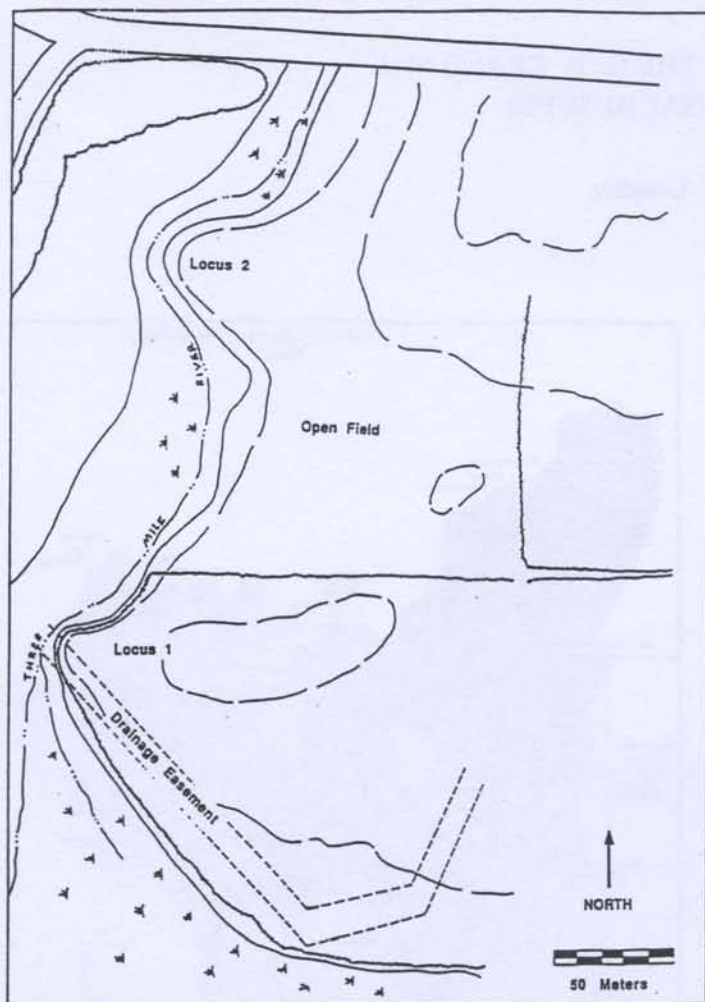 Locus 2
Open Field
THREE MILE RIVER
Locus 1
Drainage Easement
NORTH
50 Meters